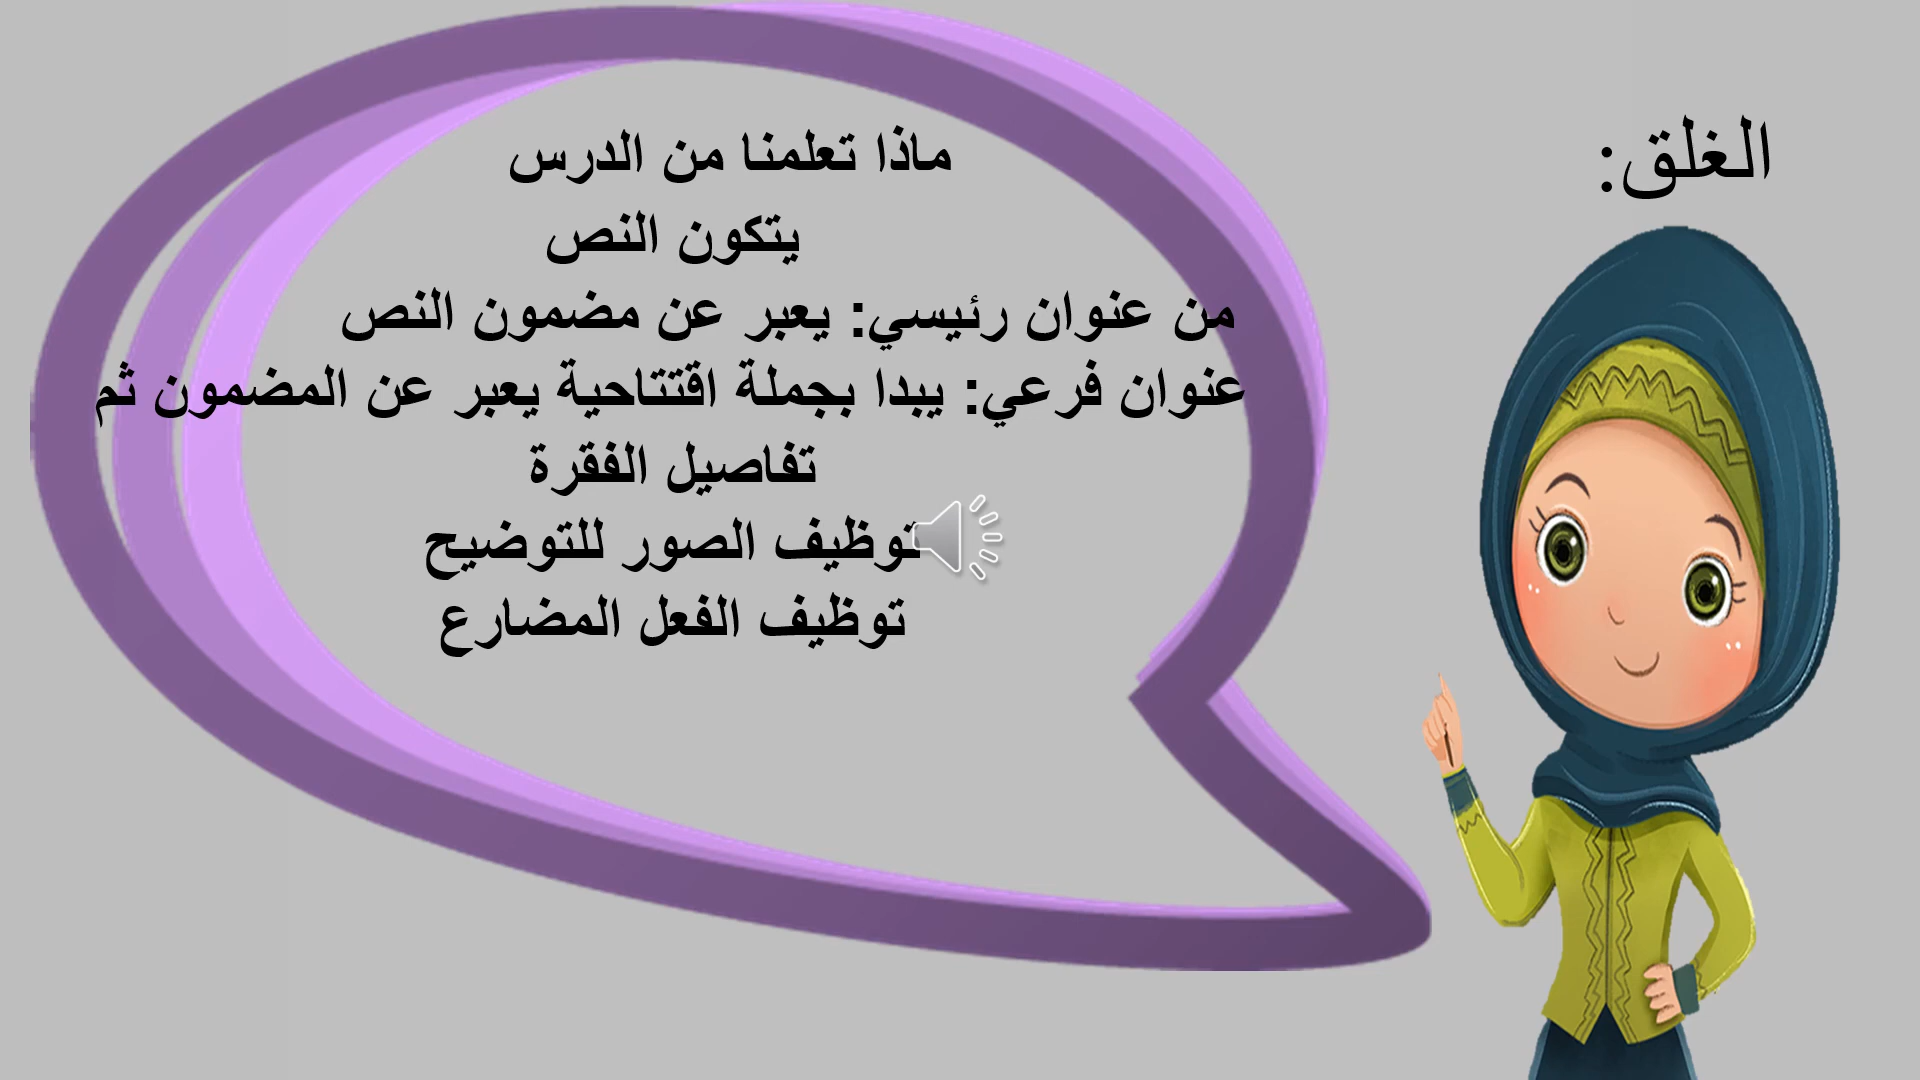 الغلق:
ماذا تعلمنا من الدرس
يتكون النص
من عنوان رئيسي: يعبر عن مضمون النص
عنوان فرعي: يبدا بجملة اقتتاحية يعبر عن المضمون ثم
تفاصيل الفقرة
توظيف الصور للتوضيح
توظيف الفعل المضارع